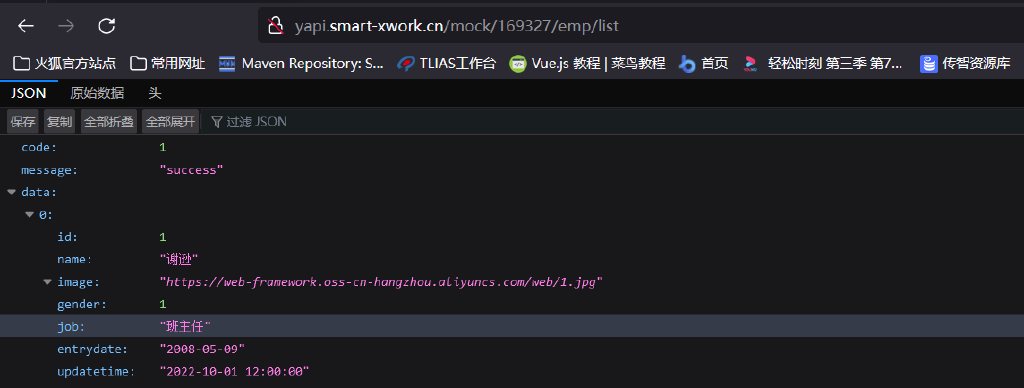 yapi.smart-xwork.cn/mock/169327/emp/list
火狐官方站点 常用网址 Maven Repository: S... TLIAS工作台 Vue.js 教程 | 菜鸟教程 首页 轻松时刻 第三季 第7... 传智资源库
JSON 原始数据 头
保存 复制 全部折叠 全部展开 过滤 JSON
code: 1
message: "success"
data:
0:
id: 1
name: "谢逊"
image: "https://web-framework.oss-cn-hangzhou.aliyuncs.com/web/1.jpg"
gender: 1
job: "班主任"
entrydate: "2008-05-09"
updatetime: "2022-10-01 12:00:00"